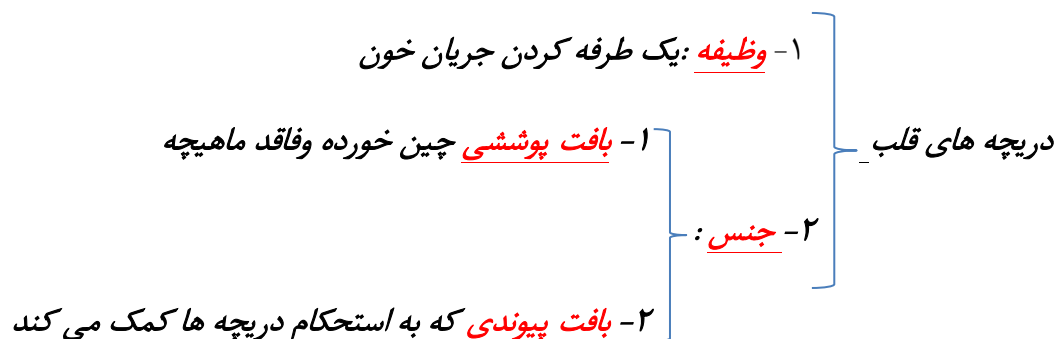 ۱- وظیفه :یک طرفه کردن جریان خون
دریچه های قلب
۱- بافت پوششی چین خورده وفاقد ماهیچه
۲- جنس :
۲- بافت پیوندی که به استحکام دریچه ها کمک می کند